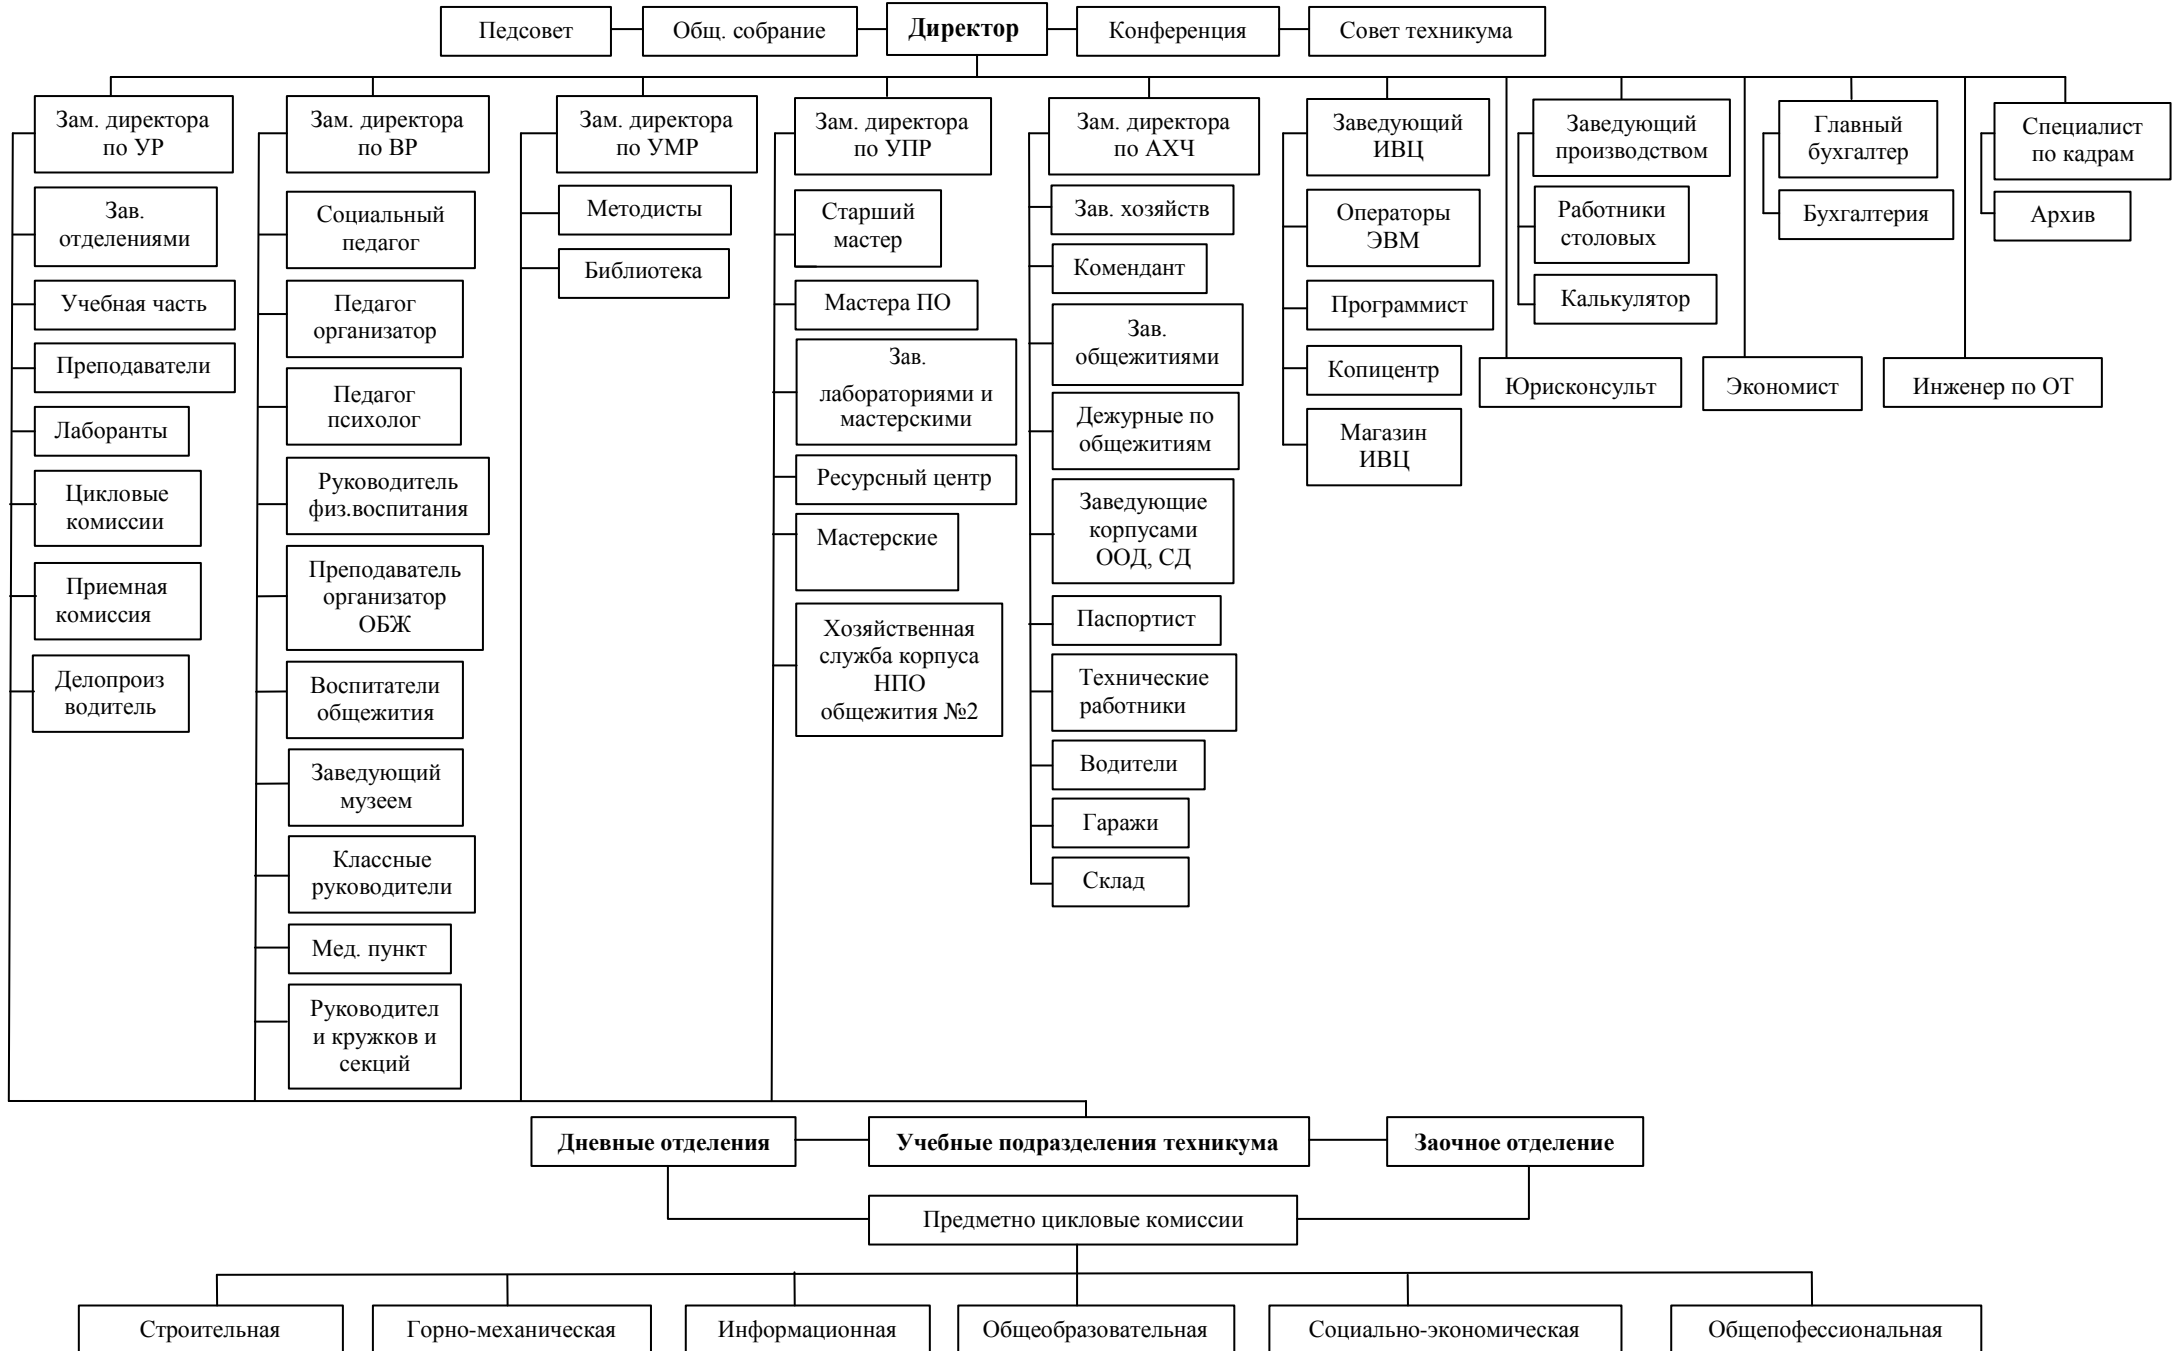 Педсовет
Общ. собрание
Директор
Конференция
Совет техникума
Зам. директора
по УР
Зав.
отделениями
Учебная часть
Преподаватели
Лаборанты
Цикловые
комиссии
Приемная
комиссия
Делопроиз
водитель
Зам. директора
по ВР
Социальный
педагог
Педагог
организатор
Педагог
психолог
Руководитель
физ.воспитания
Преподаватель
организатор
ОБЖ
Воспитатели
общежития
Заведующий
музеем
Классные
руководители
Мед. пункт
Руководител
и кружков и
секций
Зам. директора
по УМР
Методисты
Библиотека
Зам. директора
по УПР
Старший
мастер
Мастера ПО
Зав.
лабораториями и
мастерскими
Ресурсный центр
Мастерские
Хозяйственная
служба корпуса
НПО
общежития №2
Зам. директора
по АХЧ
Зав. хозяйств
Комендант
Зав.
общежитиями
Дежурные по
общежитиям
Заведующие
корпусами
ООД, СД
Паспортист
Технические
работники
Водители
Гаражи
Склад
Заведующий
ИВЦ
Операторы
ЭВМ
Программист
Копицентр
Магазин
ИВЦ
Юрисконсульт
Заведующий
производством
Работники
столовых
Калькулятор
Экономист
Главный
бухгалтер
Бухгалтерия
Инженер по ОТ
Специалист
по кадрам
Архив
Дневные отделения
Учебные подразделения техникума
Заочное отделение
Предметно цикловые комиссии
Строительная
Горно-механическая
Информационная
Общеобразовательная
Социально-экономическая
Общепофессиональная